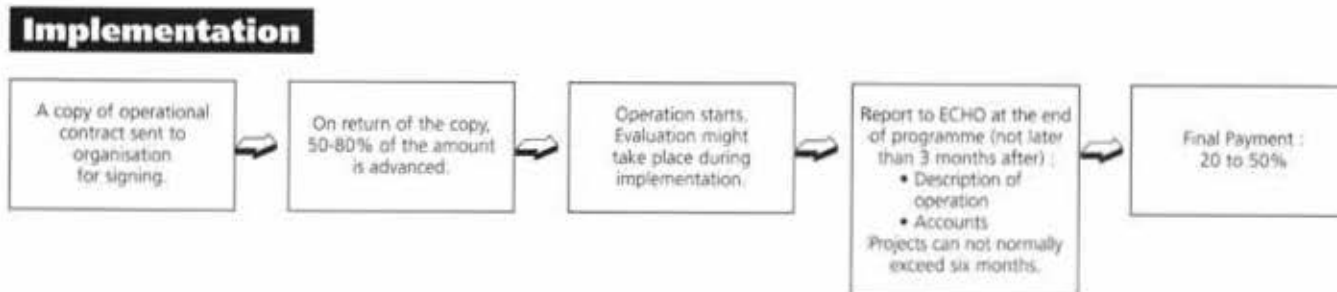 Implementation
A copy of operational
contract sent to
organisation
for signing.
On return of the copy,
50-80% of the amount
is advanced.
Operation starts.
Evaluation might
take place during
implementation.
Report to ECHO at the end
of programme (not later
than 3 months after) :
• Description of
operation
• Accounts
Projects can not normally
exceed six months.
Final Payment :
20 to 50%